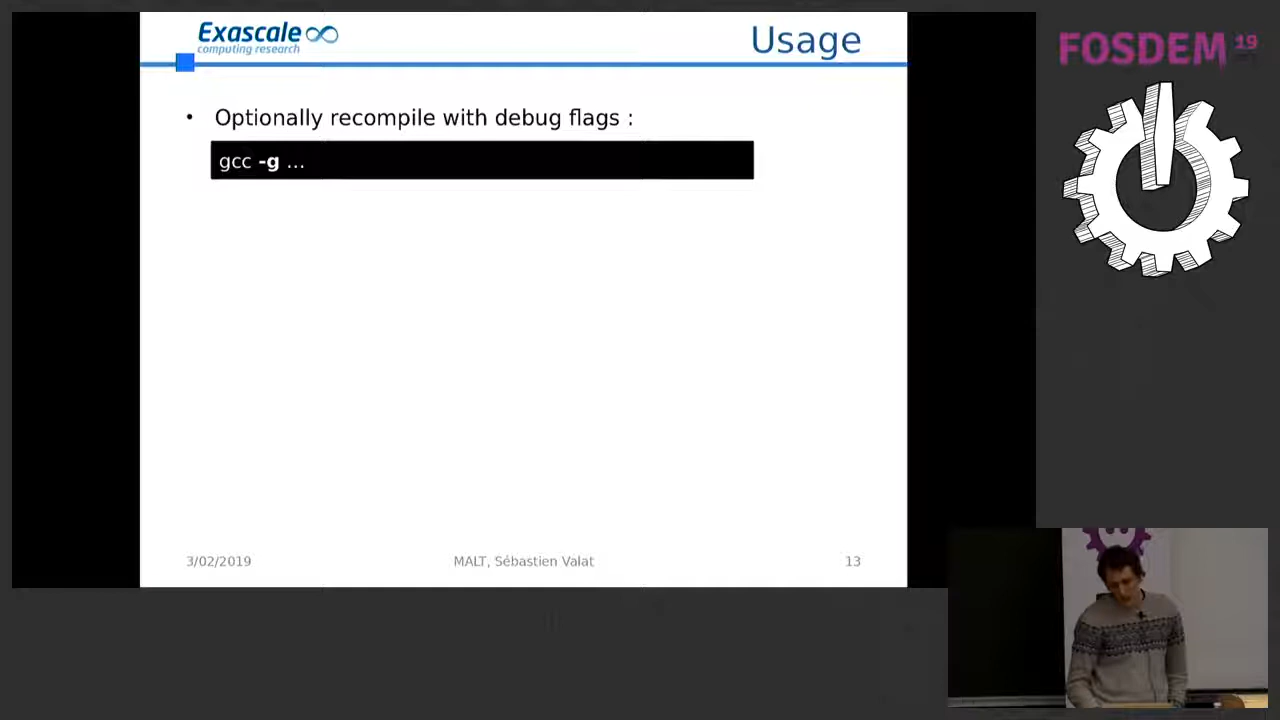 Exascale
computing research
Usage
• Optionally recompile with debug flags :
gcc -g ...
3/02/2019
MALT, Sébastien Valat
13
FOSDEM 19